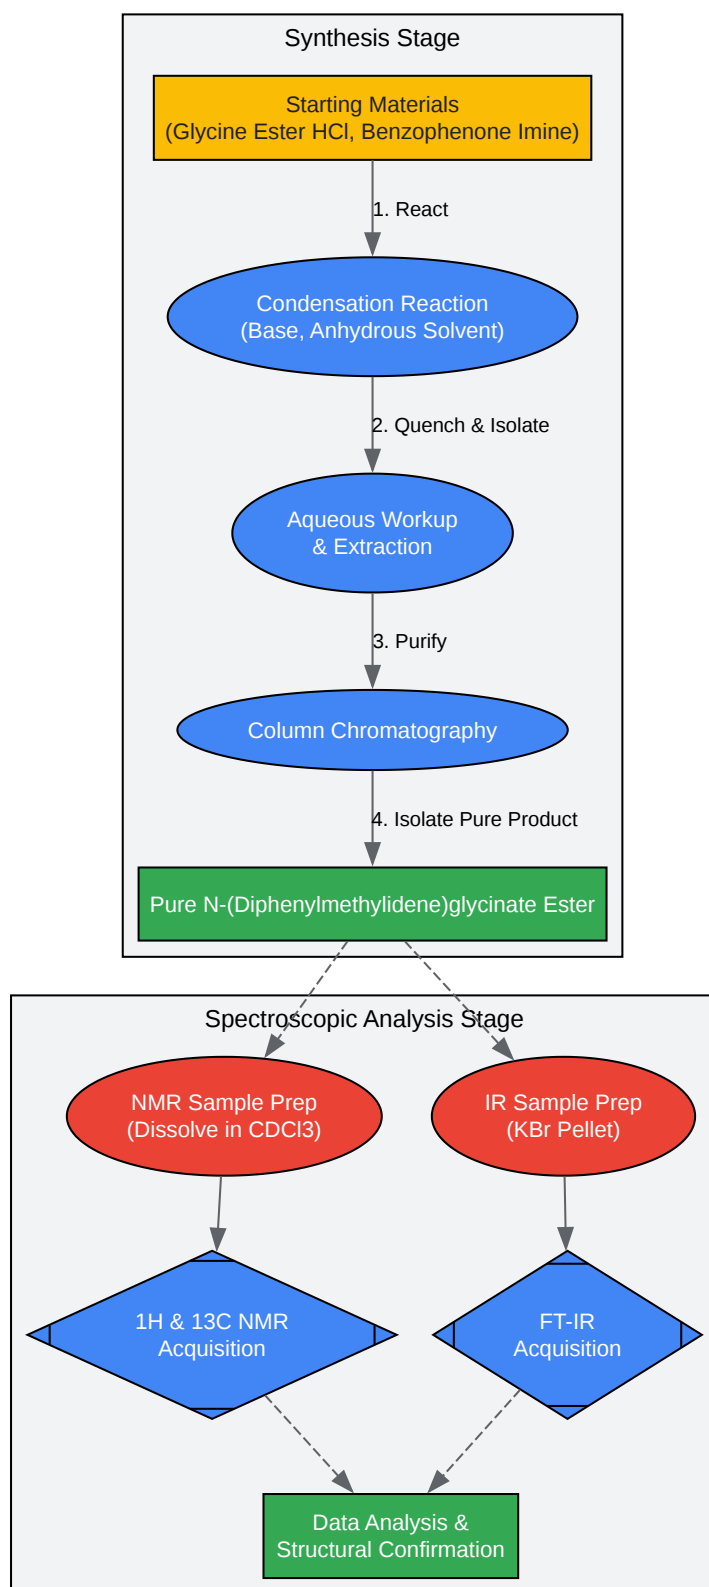 Synthesis Stage
Starting Materials
(Glycine Ester HCl, Benzophenone Imine)
1. React
Condensation Reaction
(Base, Anhydrous Solvent)
2. Quench & Isolate
Aqueous Workup
& Extraction
3. Purify
Column Chromatography
4. Isolate Pure Product
Pure N-(Diphenylmethylidene)glycinate Ester
Spectroscopic Analysis Stage
NMR Sample Prep
(Dissolve in CDCl3)
IR Sample Prep
(KBr Pellet)
1H & 13C NMR
Acquisition
FT-IR
Acquisition
Data Analysis &
Structural Confirmation